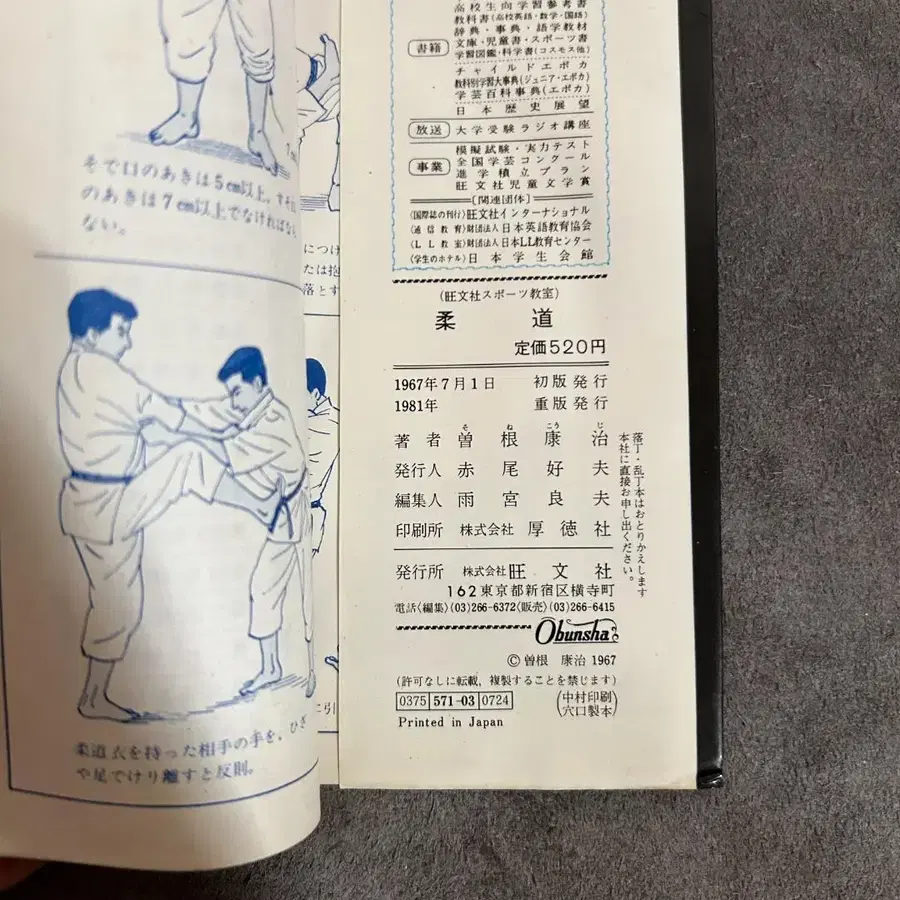 そで口のあきは5cm以上。すそ口
のあきは7cm以上でなければなら
ない。
柔道衣を持った相手の手を、ひざ
や足でけり離すと反則。
につけ
たは抱
落とす
に引
高校生向学習参考書
教科書(高校英語・数学・国語)
辞典・事典・語学教材
書籍 文庫・児童書・スポーツ書
学習図鑑・科学書(コスモス他)
チャイルドエポカ
教科別学習大事典(ジュニア・エポカ)
学芸百科事典(エポカ)
日本歴史展望
放送 大学受験ラジオ講座
模擬試験・実力テスト
事業 全国学芸コンクール
進学積立プラン
旺文社児童文学賞
[関連団体]
〈国際誌の刊行〉旺文社インターナショナル
〈通信教育〉財団法人日本英語教育協会
〈LL教室〉財団法人日本LL教育センター
〈学生のホテル〉日本学生会館
(旺文社スポーツ教室)
柔道
定価520円
1967年7月1日 初版発行
1981年 重版発行
著者 曽根康治
そ ね こう じ
発行人 赤尾好夫
編集人 雨宮良夫
印刷所 株式会社 厚徳社
発行所 株式会社 旺文社
162東京都新宿区横寺町
電話〈編集〉(03)266-6372〈販売〉(03)266-6415
Obunsha
© 曽根 康治 1967
(許可なしに転載、複製することを禁じます)
0375 571-03 0724
(中村印刷
穴口製本)
Printed in Japan
落丁・乱丁本はおとりかえします
本社に直接お申し出ください。